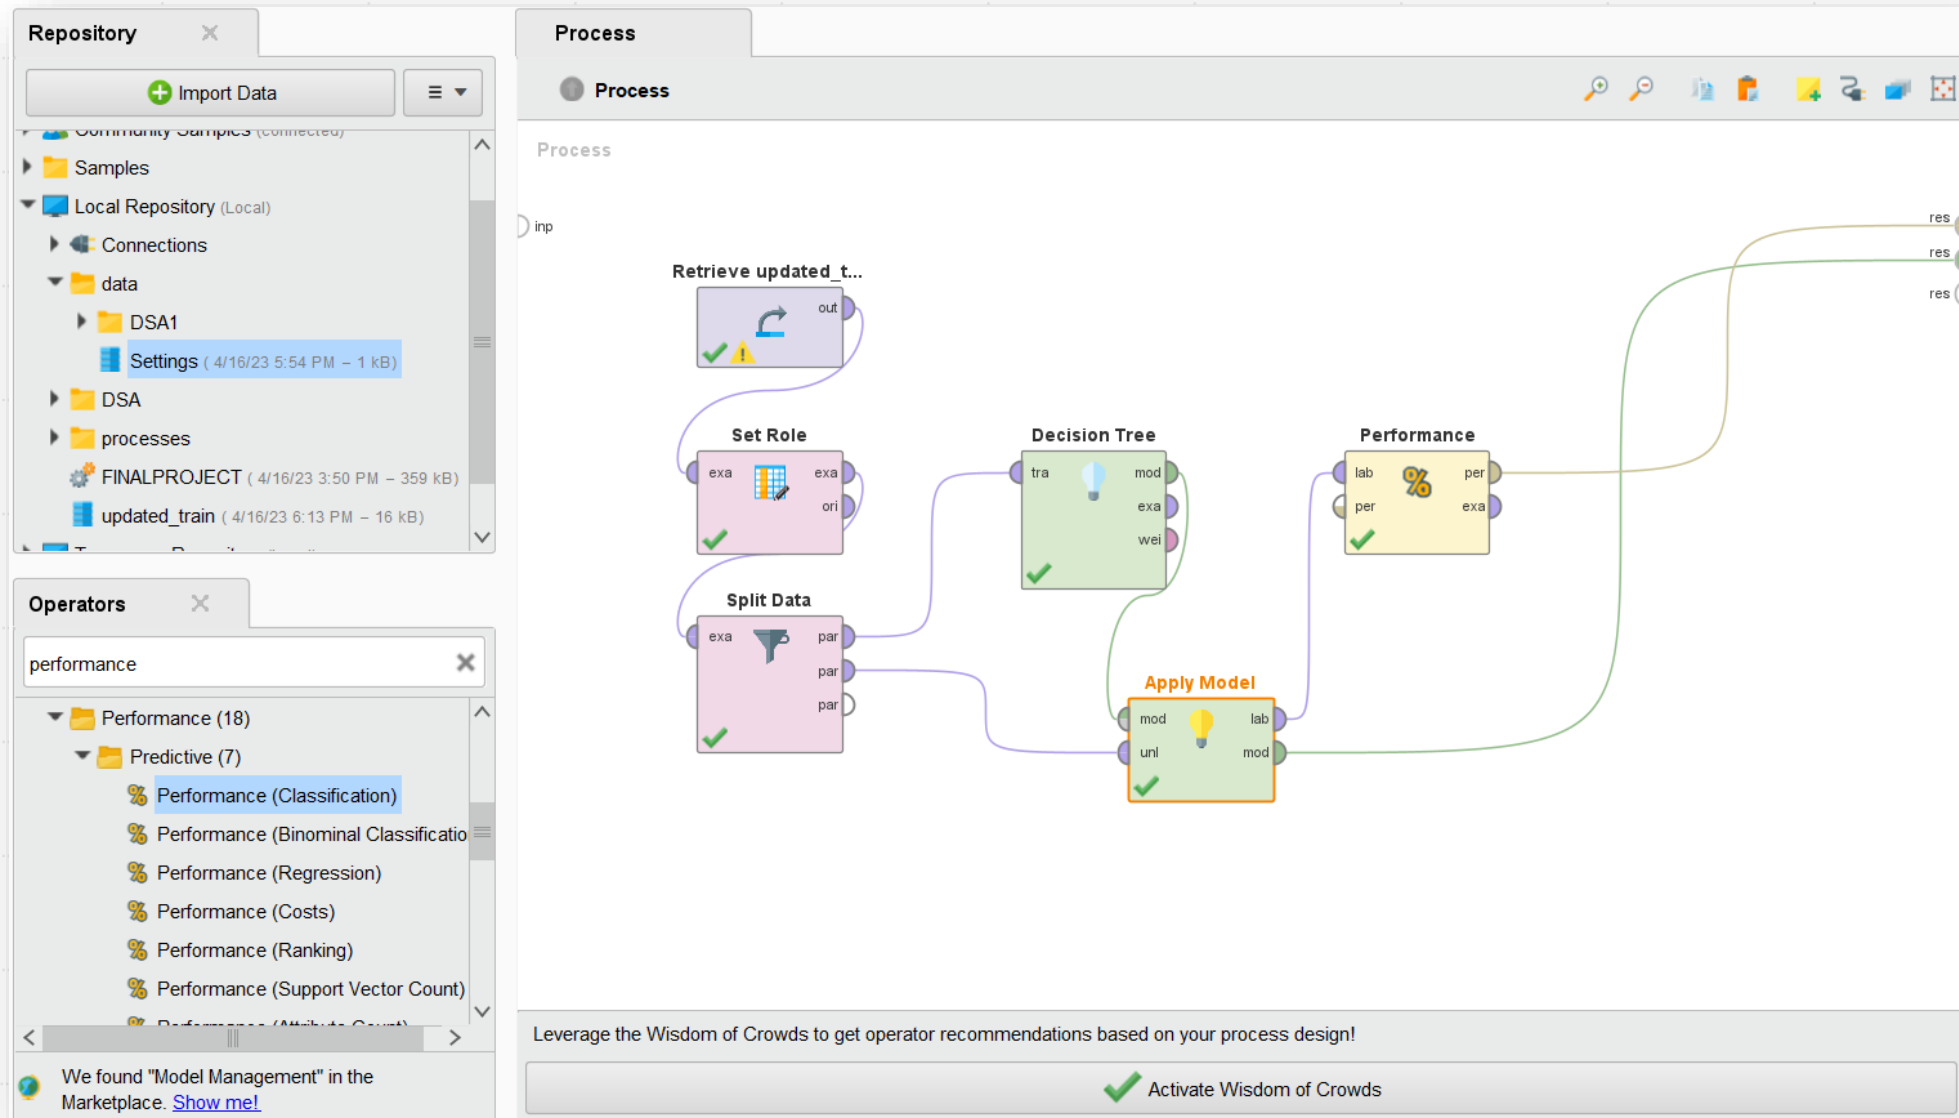 Repository
Import Data
Community Samples (connected)
Samples
Local Repository (Local)
Connections
data
DSA1
Settings ( 4/16/23 5:54 PM – 1 kB)
DSA
processes
FINALPROJECT ( 4/16/23 3:50 PM – 359 kB)
updated_train ( 4/16/23 6:13 PM – 16 kB)
Operators
performance
Performance (18)
Predictive (7)
Performance (Classification)
Performance (Binominal Classificatio
Performance (Regression)
Performance (Costs)
Performance (Ranking)
Performance (Support Vector Count)
Performance (Attribute Count)
We found "Model Management" in the
Marketplace. Show me!
Process
Process
Process
inp
res
res
res
Retrieve updated_t...
out
Set Role
exa exa
ori
Split Data
exa par
par
par
Decision Tree
tra mod
exa
wei
Apply Model
mod lab
unl mod
Performance
lab per
per exa
Leverage the Wisdom of Crowds to get operator recommendations based on your process design!
Activate Wisdom of Crowds